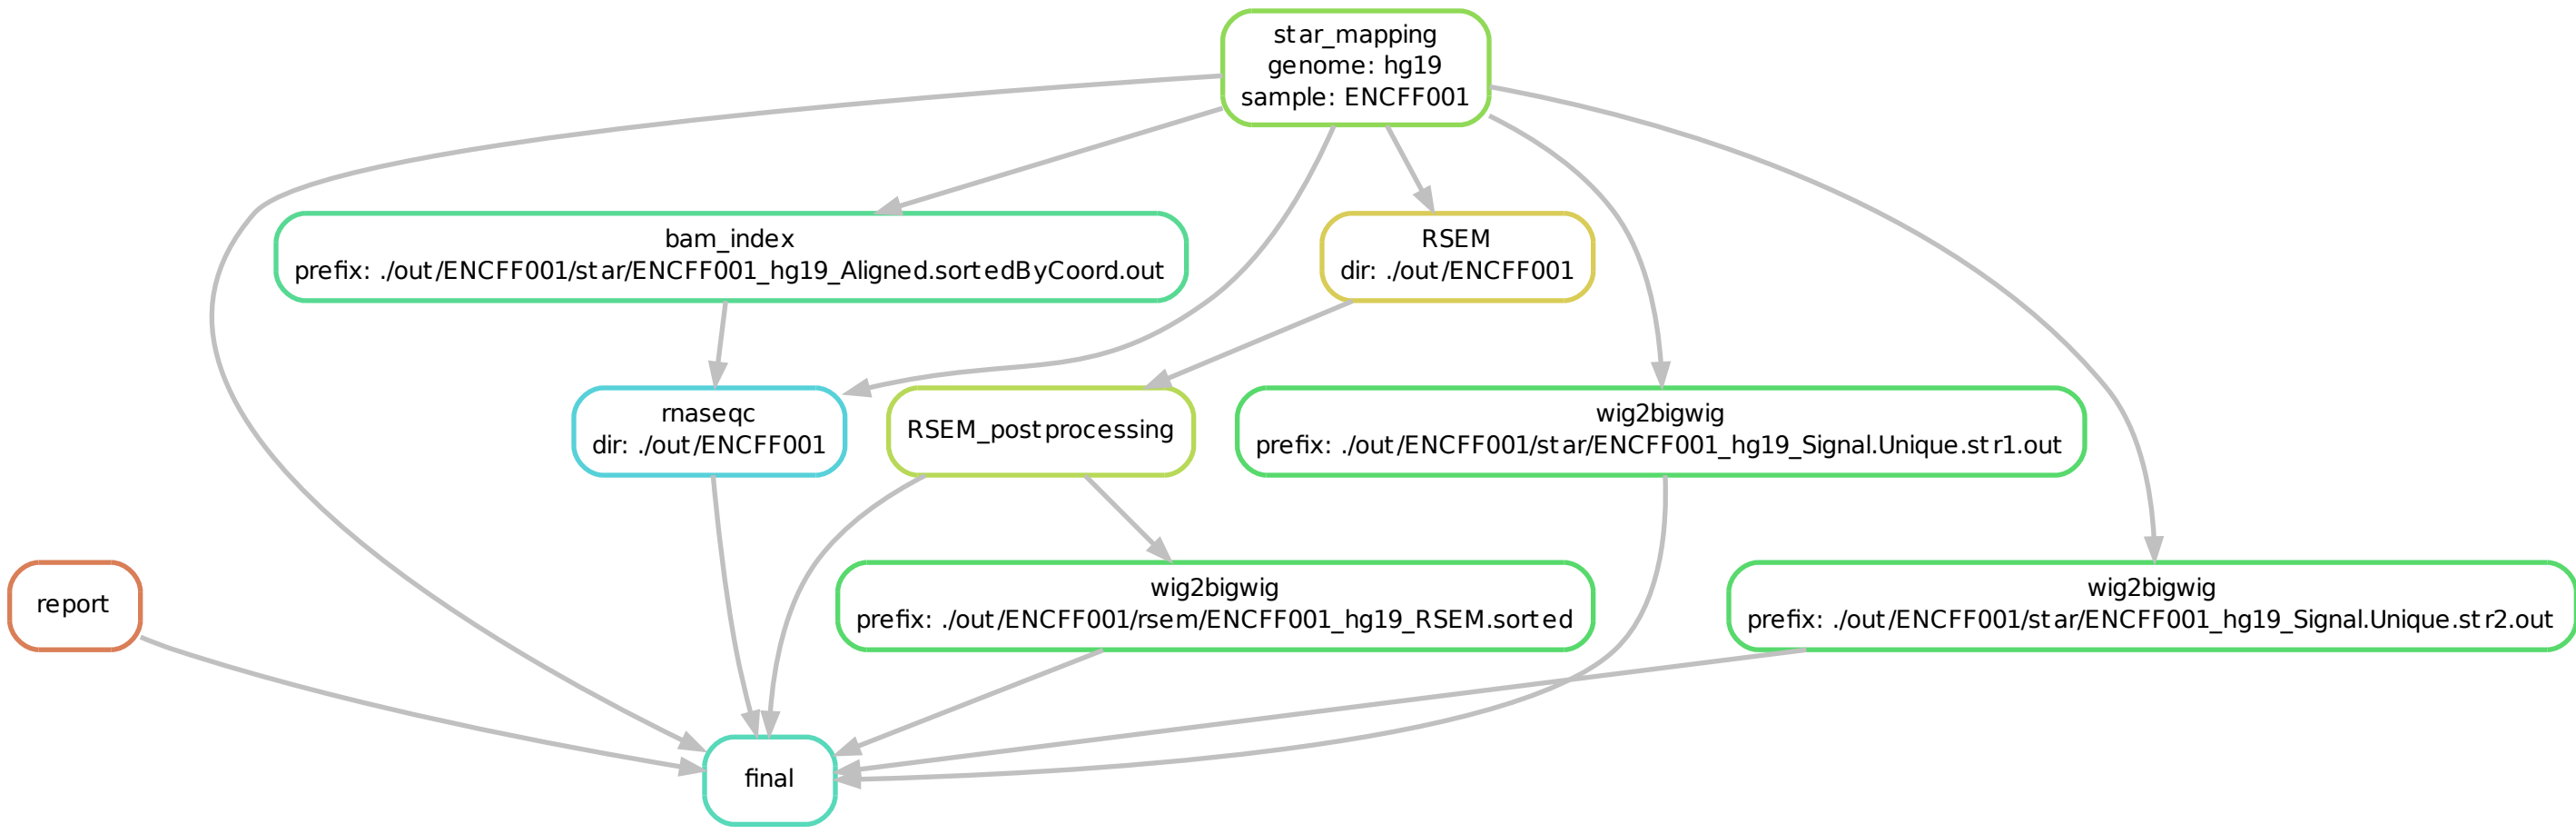 star_mapping
genome: hg19
sample: ENCFF001
bam_index
prefix: ./out/ENCFF001/star/ENCFF001_hg19_Aligned.sortedByCoord.out
RSEM
dir: ./out/ENCFF001
rnaseqc
dir: ./out/ENCFF001
RSEM_postprocessing
wig2bigwig
prefix: ./out/ENCFF001/star/ENCFF001_hg19_Signal.Unique.str1.out
report
wig2bigwig
prefix: ./out/ENCFF001/rsem/ENCFF001_hg19_RSEM.sorted
wig2bigwig
prefix: ./out/ENCFF001/star/ENCFF001_hg19_Signal.Unique.str2.out
final